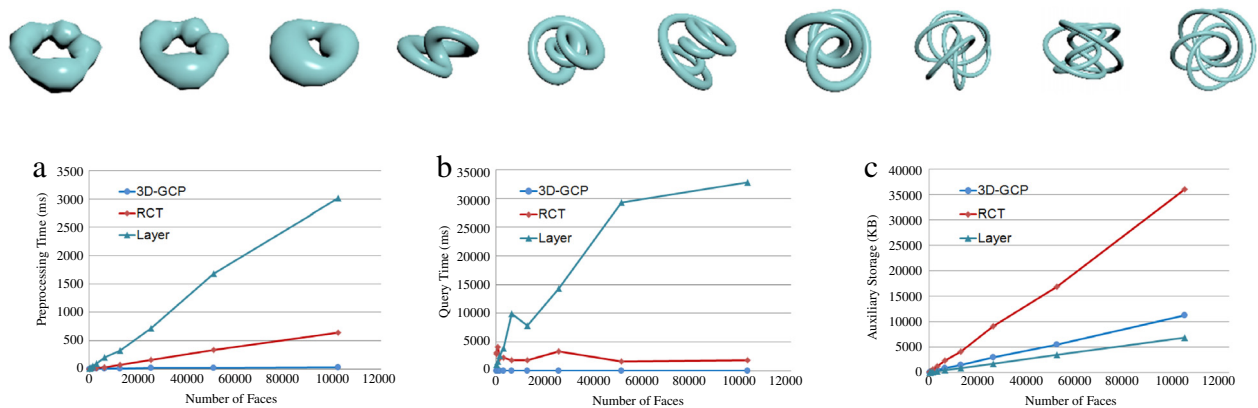 a
3500
3000
2500
2000
1500
1000
500
0
Preprocessing Time (ms)
3D-GCP
RCT
Layer
0 20000 40000 60000 80000 100000 12000
Number of Faces
b
35000
30000
25000
20000
15000
10000
5000
0
Query Time (ms)
3D-GCP
RCT
Layer
0 20000 40000 60000 80000 100000 12000
Number of Faces
c
40000
35000
30000
25000
20000
15000
10000
5000
0
Auxiliary Storage (KB)
3D-GCP
RCT
Layer
0 20000 40000 60000 80000 100000 12000
Number of Faces